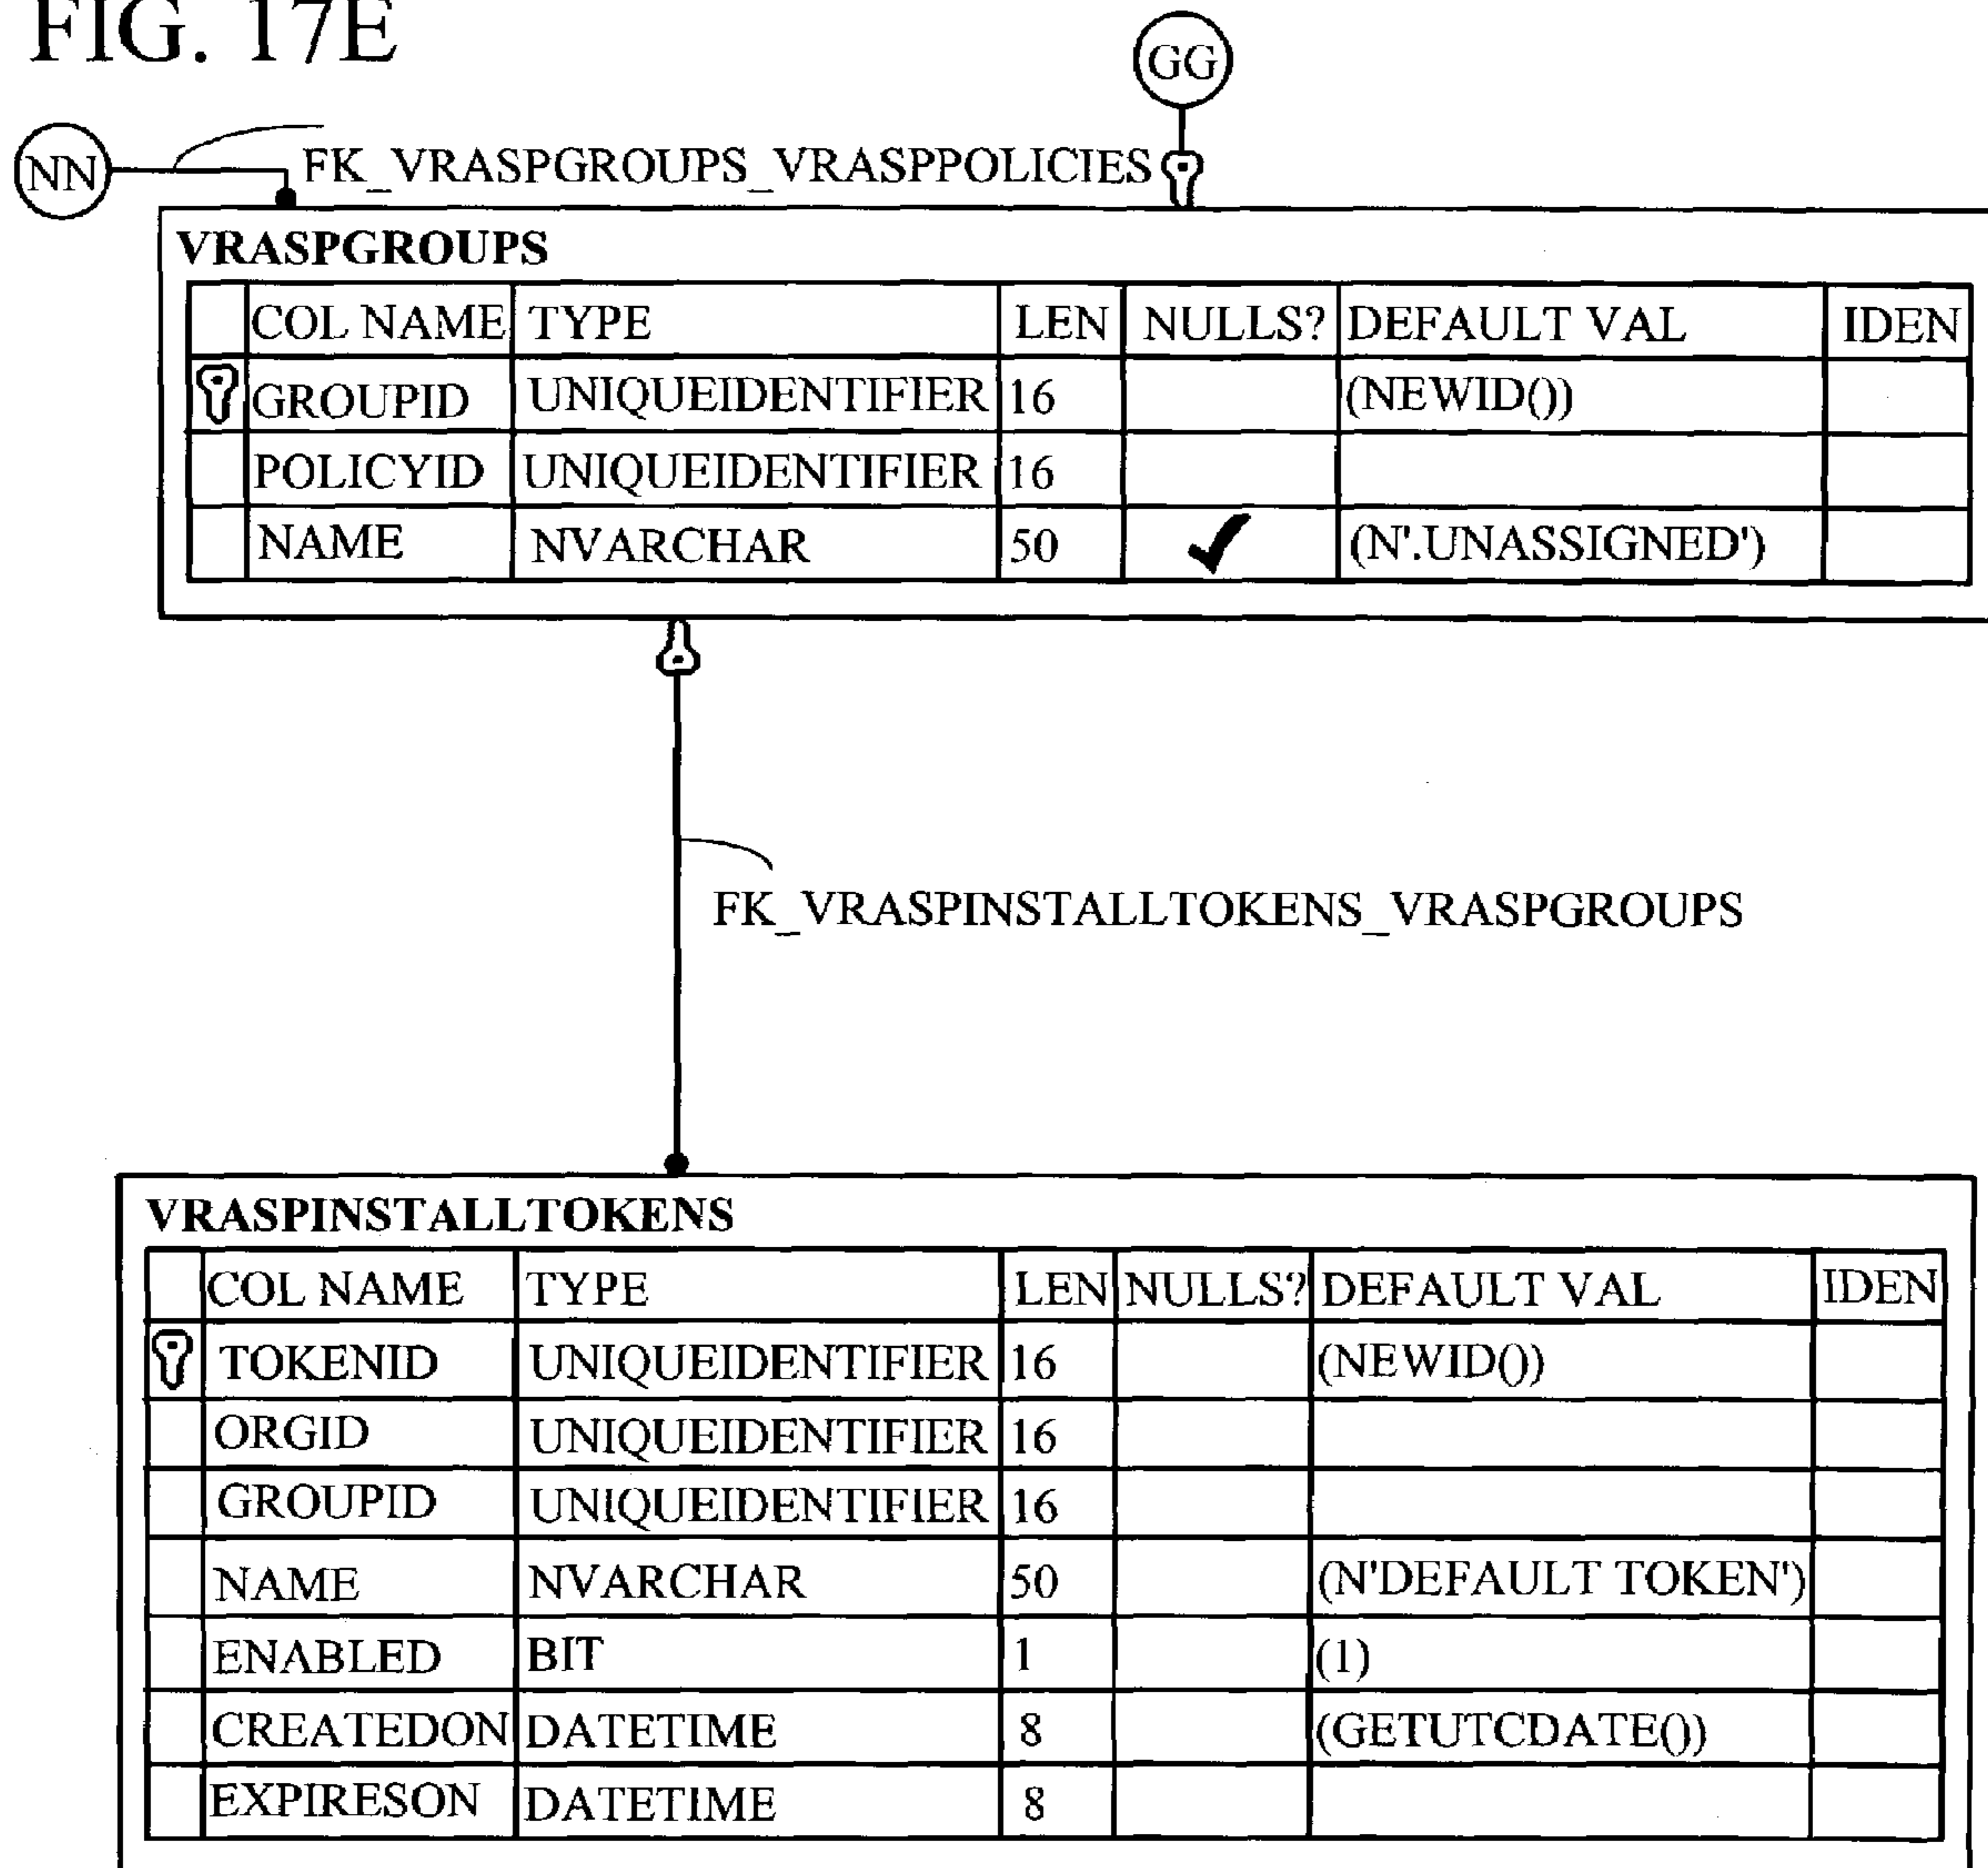 FIG. 17E
GG
NN
FK_VRASPGROUPS_VRASPPOLICIES
VRASPGROUPS
COL NAME TYPE LEN NULLS? DEFAULT VAL IDEN
GROUPID UNIQUEIDENTIFIER 16 (NEWID())
POLICYID UNIQUEIDENTIFIER 16
NAME NVARCHAR 50 ✓ (N'.UNASSIGNED')
FK_VRASPINSTALLTOKENS_VRASPGROUPS
VRASPINSTALLTOKENS
COL NAME TYPE LEN NULLS? DEFAULT VAL IDEN
TOKENID UNIQUEIDENTIFIER 16 (NEWID())
ORGID UNIQUEIDENTIFIER 16
GROUPID UNIQUEIDENTIFIER 16
NAME NVARCHAR 50 (N'DEFAULT TOKEN')
ENABLED BIT 1 (1)
CREATEDON DATETIME 8 (GETUTCDATE())
EXPIRESON DATETIME 8